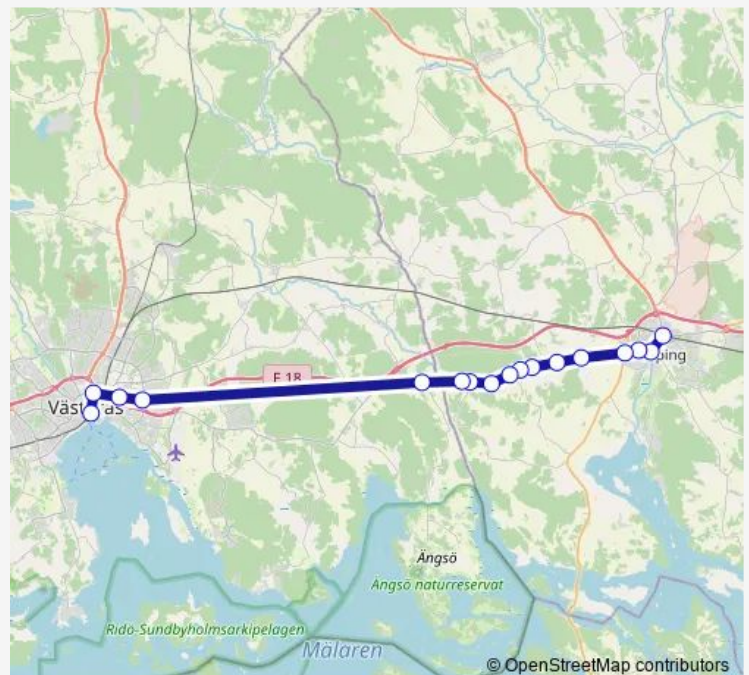 E 18
Västerås
ping
Ängsö
Ängsö naturreservat
Ridö-Sundbyholmsarkipelagen
Mälaren
© OpenStreetMap contributors